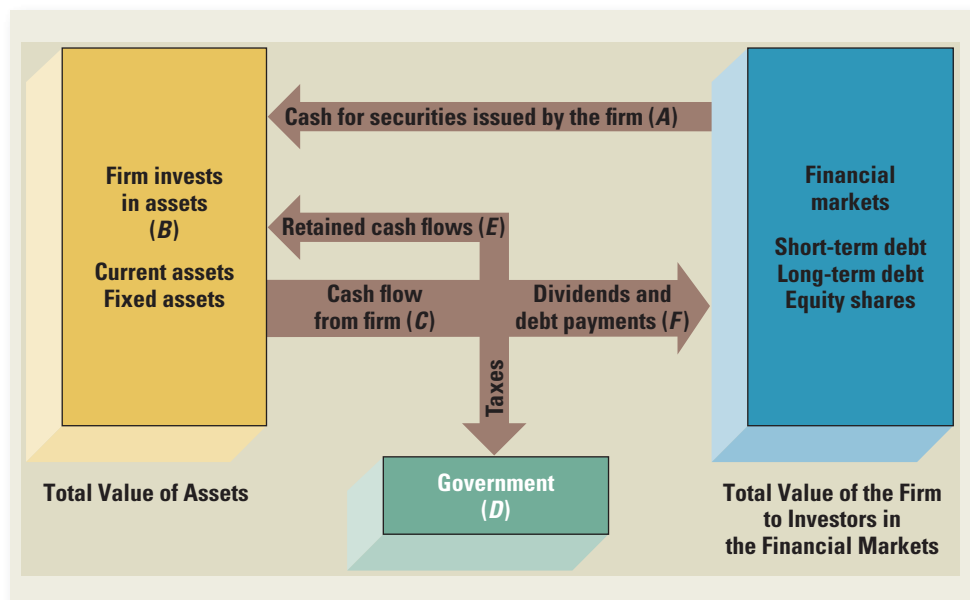 Cash for securities issued by the firm (A)
Firm invests
in assets
(B)
Current assets
Fixed assets
Financial
markets
Short-term debt
Long-term debt
Equity shares
Retained cash flows (E)
Cash flow
from firm (C)
Dividends and
debt payments (F)
Taxes
Government
(D)
Total Value of Assets
Total Value of the Firm
to Investors in
the Financial Markets